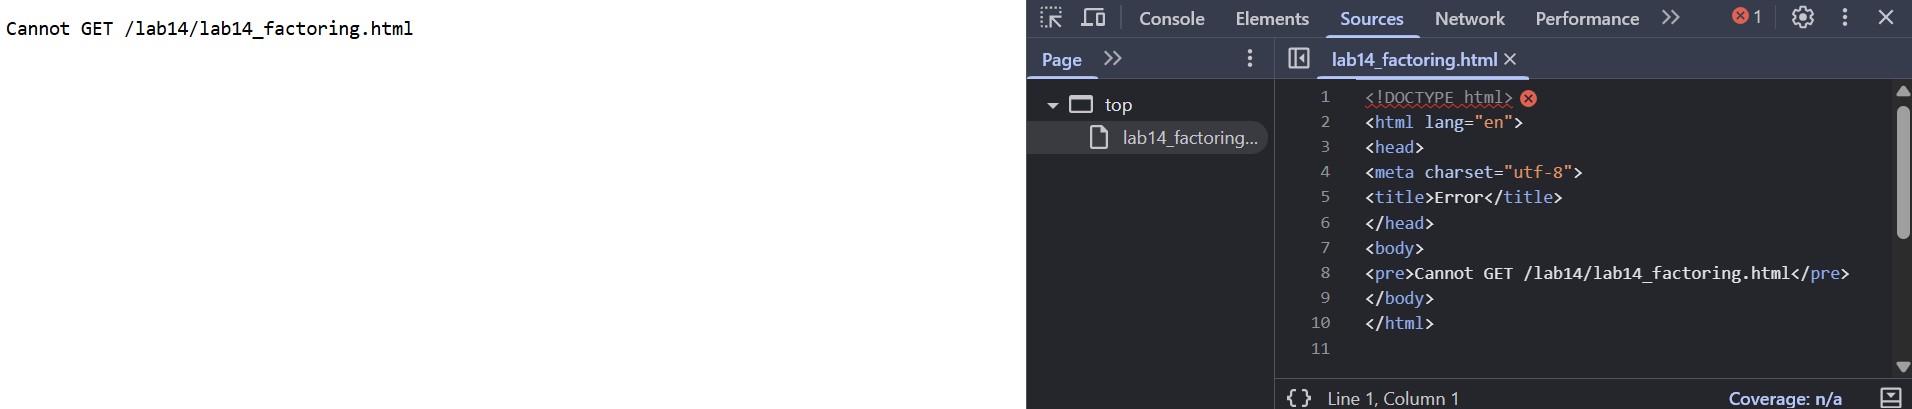 Cannot GET /lab14/lab14_factoring.html
Console Elements Sources Network Performance 1
Page
lab14_factoring.html
top
lab14_factoring...
1 <!DOCTYPE html>
2 <html lang="en">
3 <head>
4 <meta charset="utf-8">
5 <title>Error</title>
6 </head>
7 <body>
8 <pre>Cannot GET /lab14/lab14_factoring.html</pre>
9 </body>
10 </html>
11
{} Line 1, Column 1 Coverage: n/a